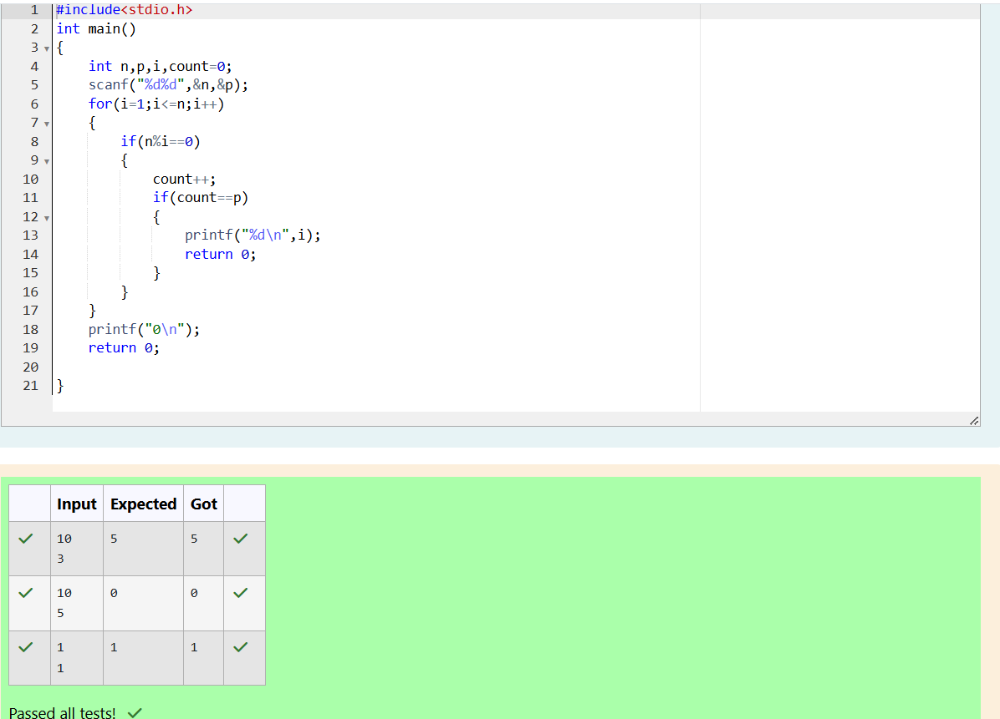 1 #include<stdio.h>
2 int main()
3 {
4     int n,p,i,count=0;
5     scanf("%d%d",&n,&p);
6     for(i=1;i<=n;i++)
7     {
8         if(n%i==0)
9         {
10             count++;
11             if(count==p)
12             {
13                 printf("%d\n",i);
14                 return 0;
15             }
16         }
17     }
18     printf("0\n");
19     return 0;
20
21 }
Input Expected Got
10 5 5
3
10 0 0
5
1 1 1
1
Passed all tests!